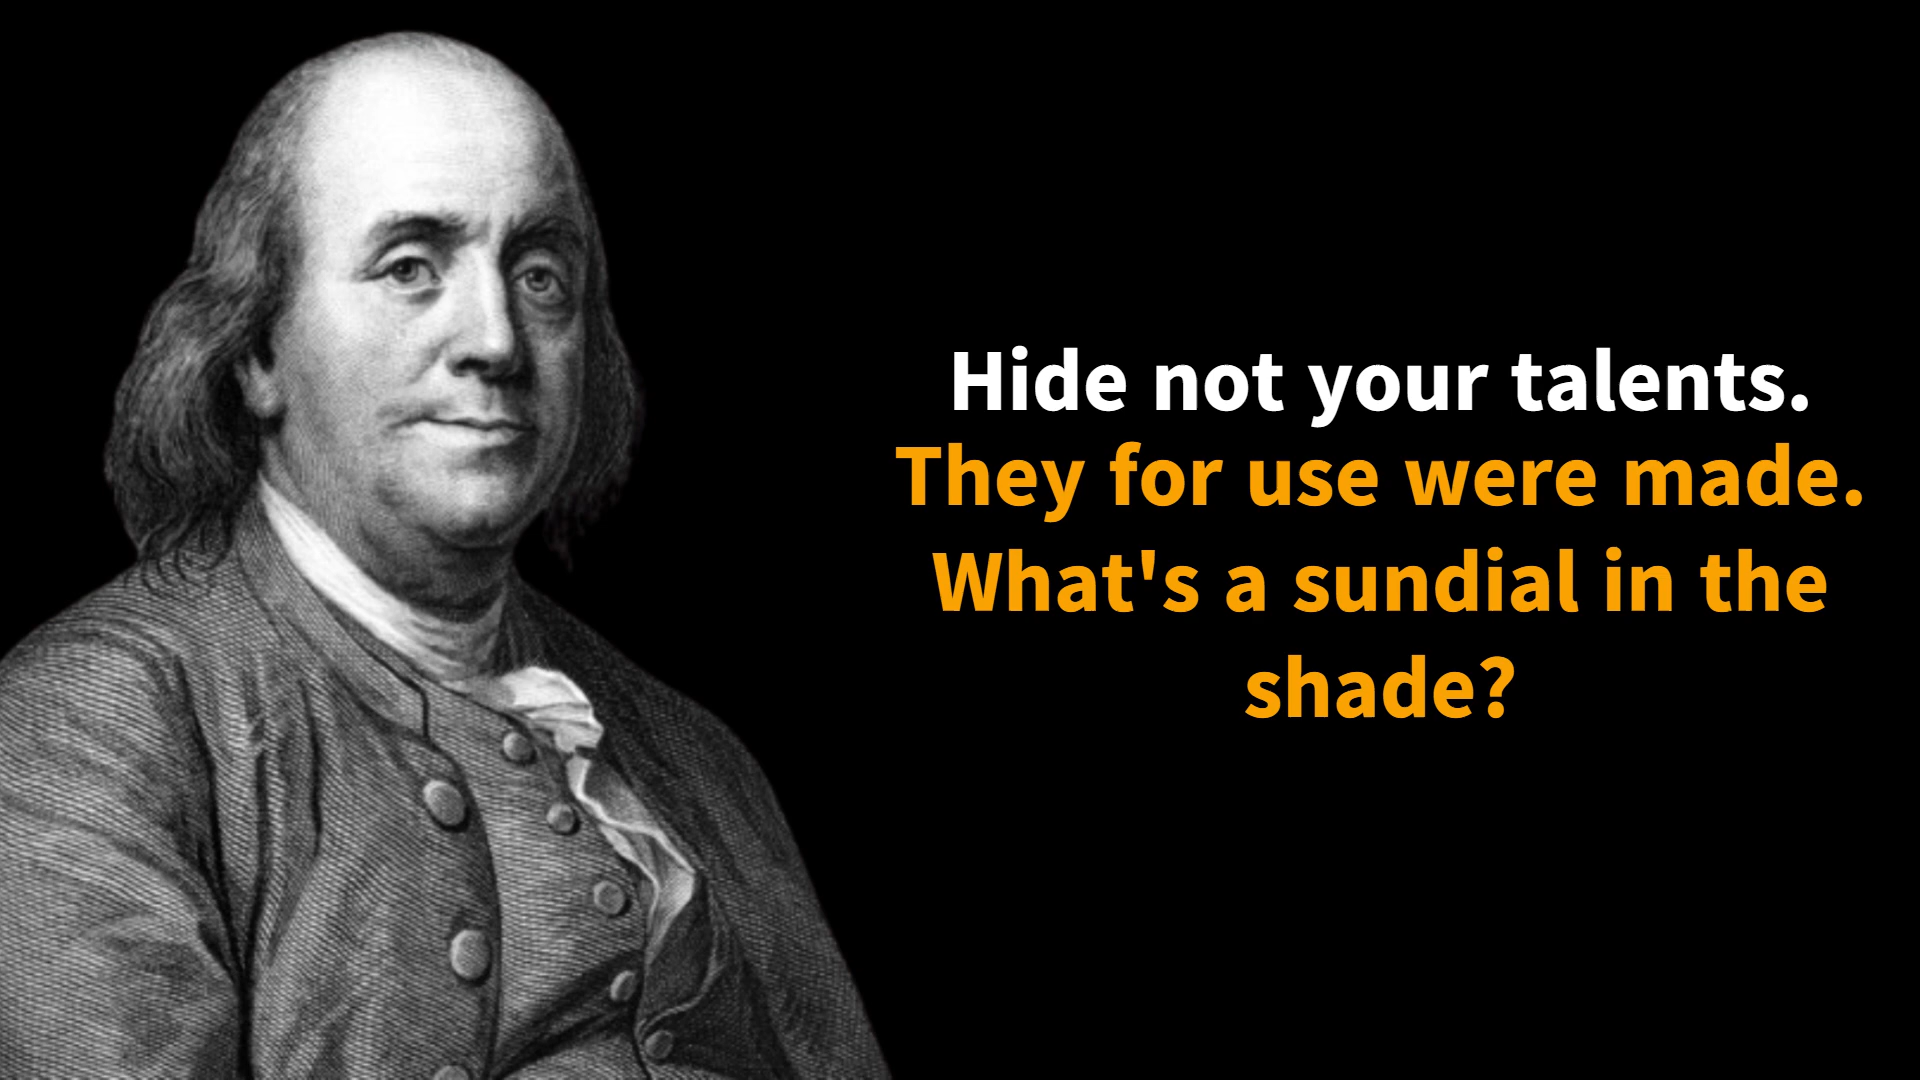 Hide not your talents.
They for use were made.
What's a sundial in the
shade?